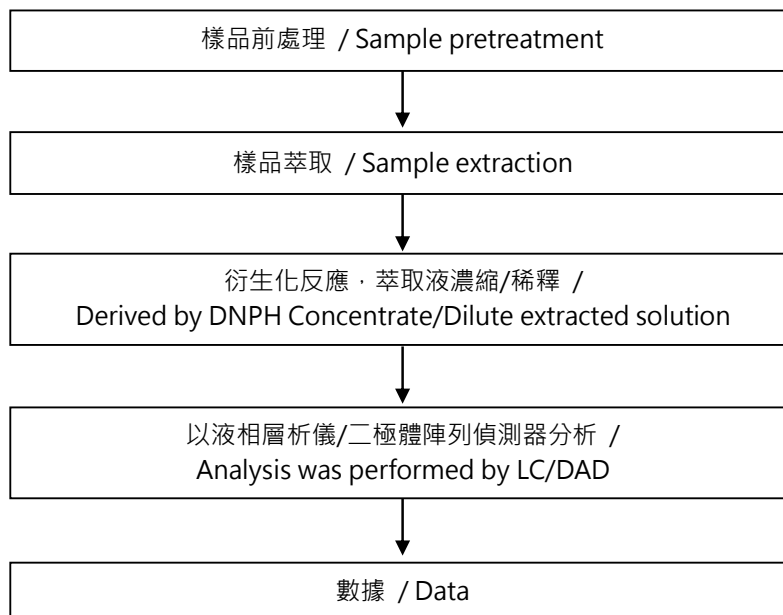 樣品前處理 / Sample pretreatment
樣品萃取 / Sample extraction
衍生化反應，萃取液濃縮/稀釋 /
Derived by DNPH Concentrate/Dilute extracted solution
以液相層析儀/二極體陣列偵測器分析 /
Analysis was performed by LC/DAD
數據 / Data